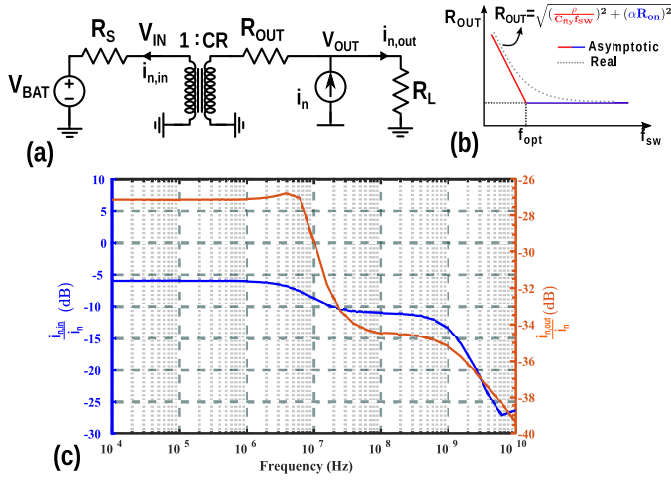 (a)
V_BAT
R_S
V_IN
i_n,in
1:CR
R_OUT
V_OUT
i_n
i_n,out
R_L
(b)
R_OUT
R_OUT=√((ρ/(C_fly f_SW))² + (αR_on)²)
Asymptotic
Real
f_opt
f_sw
(c)
i_n,in/i_n (dB)
10
5
0
-5
-10
-15
-20
-25
-30
i_n,out/i_n (dB)
-26
-28
-30
-32
-34
-36
-38
-40
10^4 10^5 10^6 10^7 10^8 10^9 10^10
Frequency (Hz)